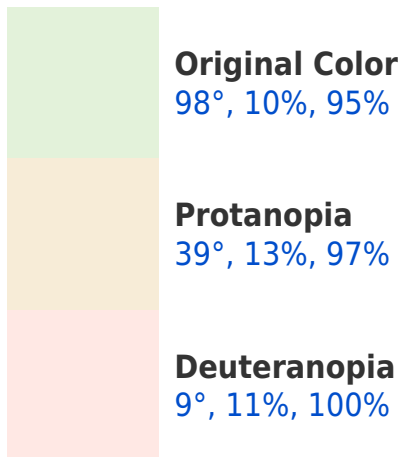 Original Color
98°, 10%, 95%
Protanopia
39°, 13%, 97%
Deuteranopia
9°, 11%, 100%